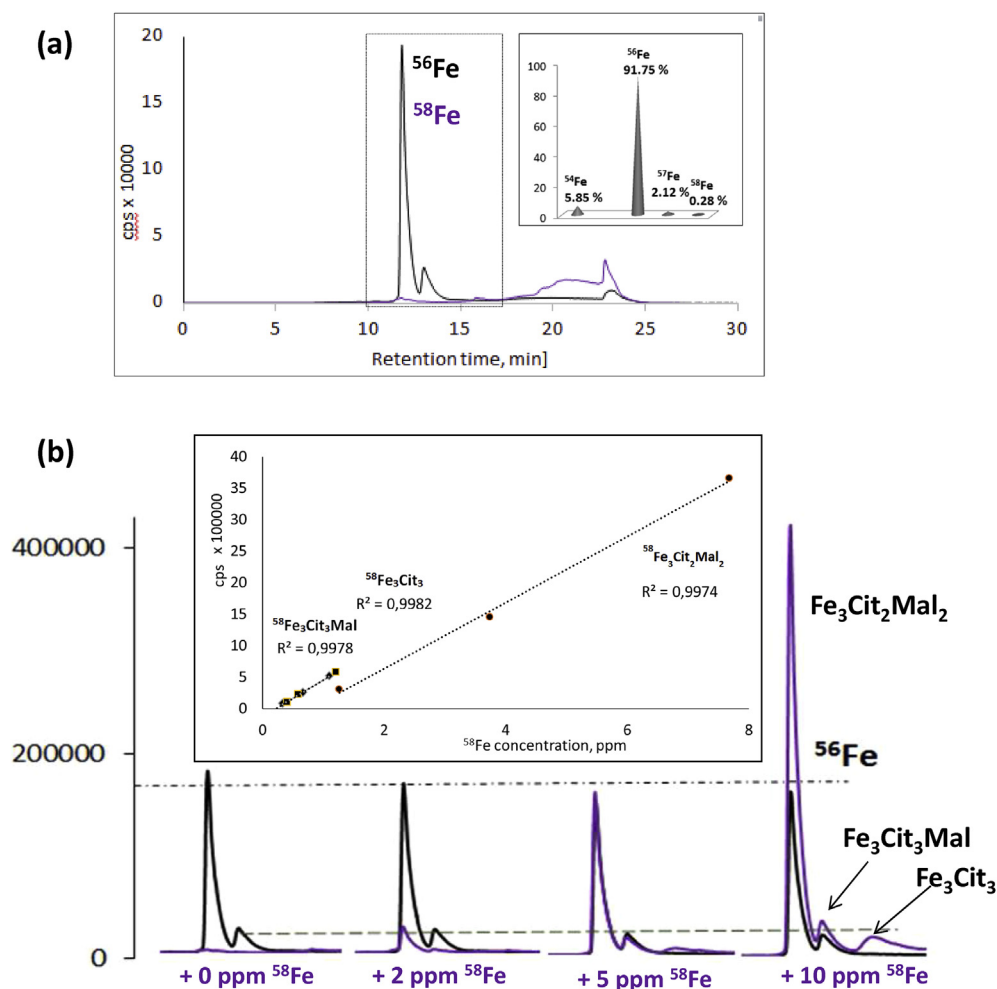 (a)
20
15
10
5
0
cps x 10000
0 5 10 15 20 25 30
Retention time, min]
⁵⁶Fe
⁵⁸Fe
100
80
60
40
20
0
⁵⁴Fe
5.85 %
⁵⁶Fe
91.75 %
⁵⁷Fe
2.12 %
⁵⁸Fe
0.28 %
(b)
40
35
30
25
20
15
10
5
0
cps x 100000
0 2 4 6 8
⁵⁸Fe concentration, ppm
⁵⁸Fe₃Cit₃Mal
R² = 0,9978
⁵⁸Fe₃Cit₃
R² = 0,9982
⁵⁸Fe₃Cit₂Mal₂
R² = 0,9974
400000
200000
0
Fe₃Cit₂Mal₂
⁵⁶Fe
Fe₃Cit₃Mal
Fe₃Cit₃
+ 0 ppm ⁵⁸Fe
+ 2 ppm ⁵⁸Fe
+ 5 ppm ⁵⁸Fe
+ 10 ppm ⁵⁸Fe